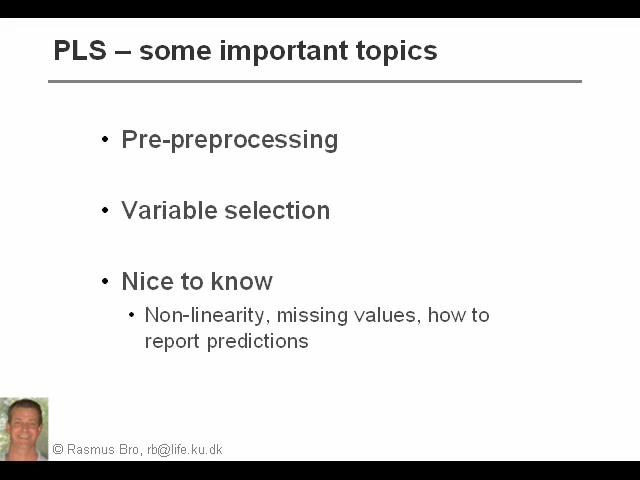 PLS – some important topics
• Pre-preprocessing
• Variable selection
• Nice to know
• Non-linearity, missing values, how to
report predictions
© Rasmus Bro, rb@life.ku.dk